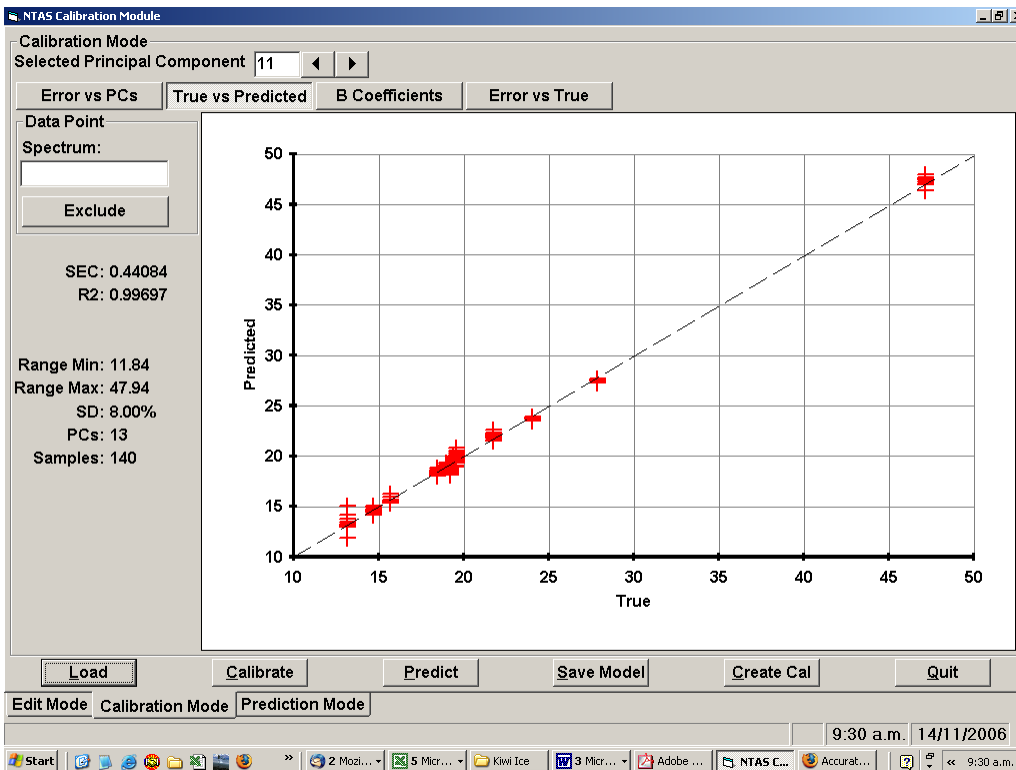 NTAS Calibration Module
Calibration Mode
Selected Principal Component 11
Error vs PCs True vs Predicted B Coefficients Error vs True
Data Point
Spectrum:
Exclude
SEC: 0.44084
R2: 0.99697
Range Min: 11.84
Range Max: 47.94
SD: 8.00%
PCs: 13
Samples: 140
50
45
40
35
30
25
20
15
10
Predicted
10 15 20 25 30 35 40 45 50
True
Load Calibrate Predict Save Model Create Cal Quit
Edit Mode Calibration Mode Prediction Mode
9:30 a.m. 14/11/2006
Start » 2 Mozi... 5 Micr... Kiwi Ice 3 Micr... Adobe ... NTAS C... Accurat... « 9:30 a.m.